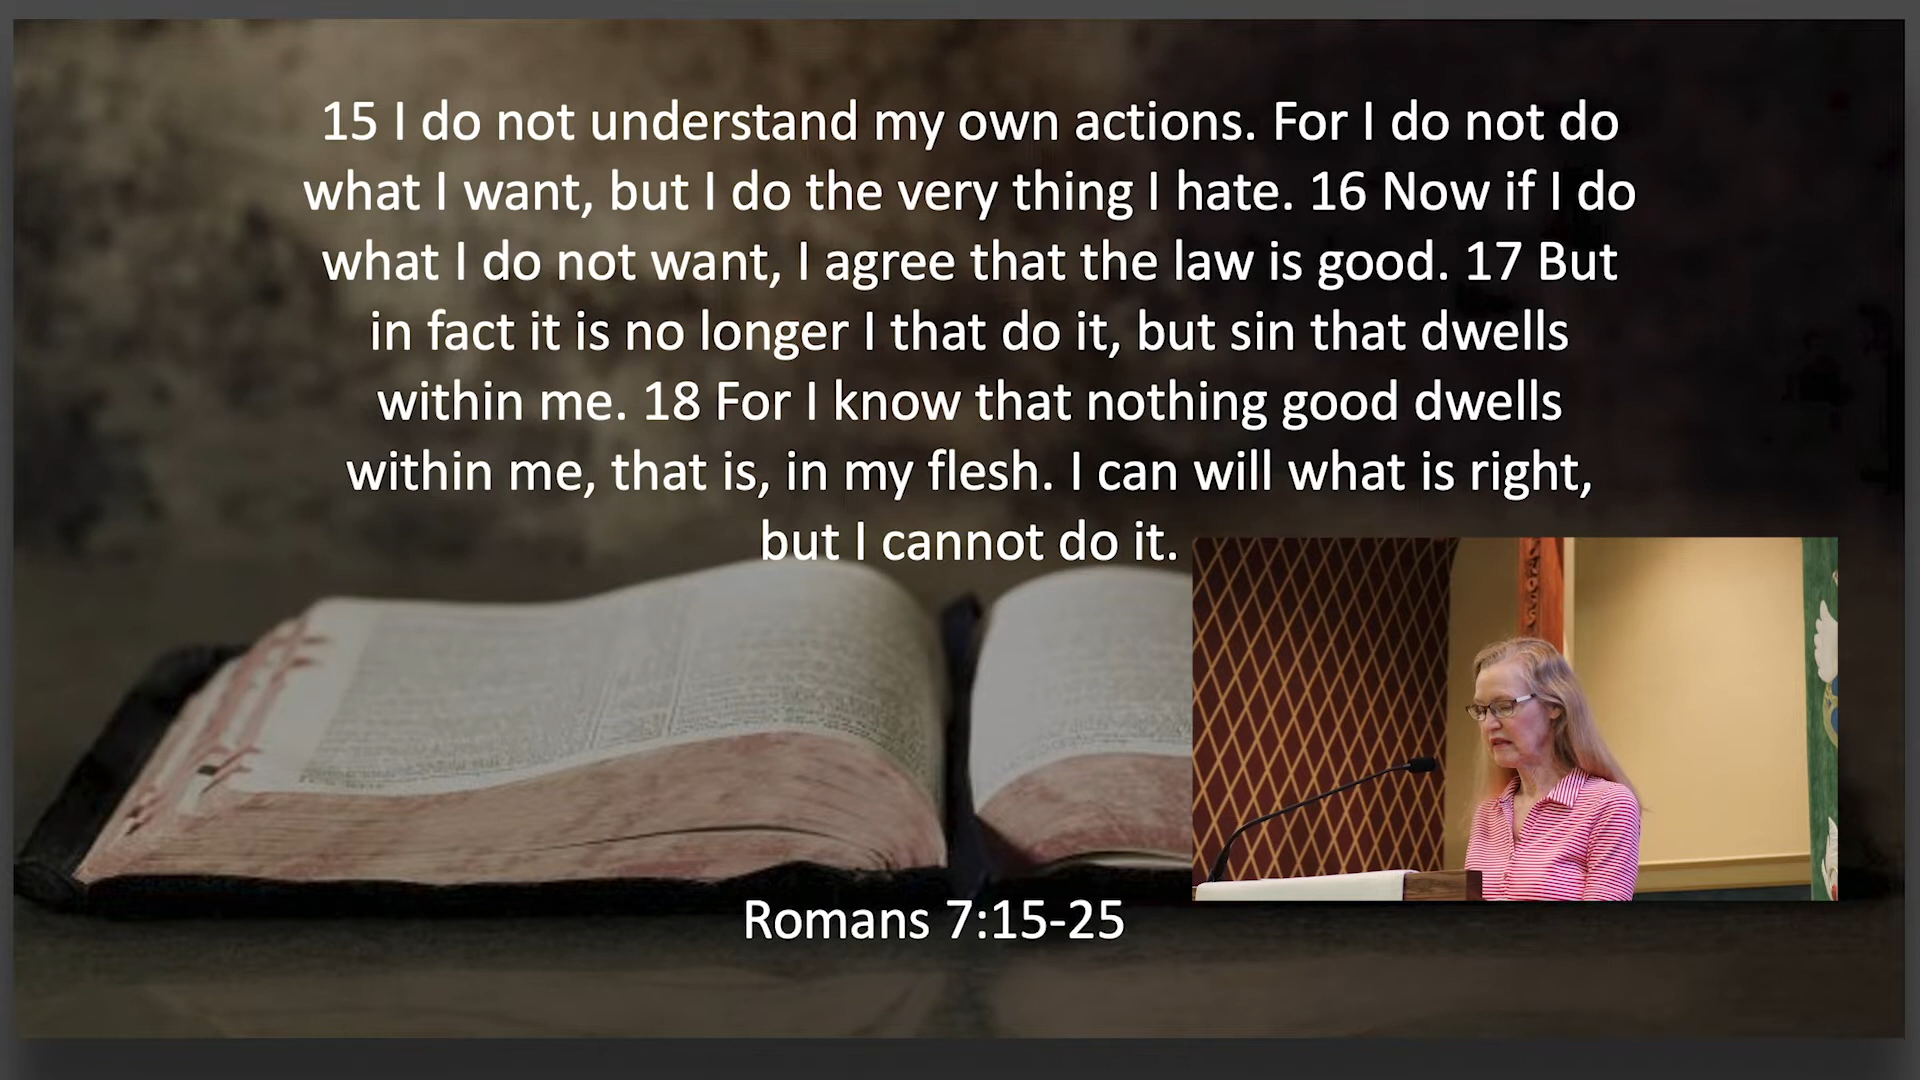 15 I do not understand my own actions. For I do not do
what I want, but I do the very thing I hate. 16 Now if I do
what I do not want, I agree that the law is good. 17 But
in fact it is no longer I that do it, but sin that dwells
within me. 18 For I know that nothing good dwells
within me, that is, in my flesh. I can will what is right,
but I cannot do it.
Romans 7:15-25